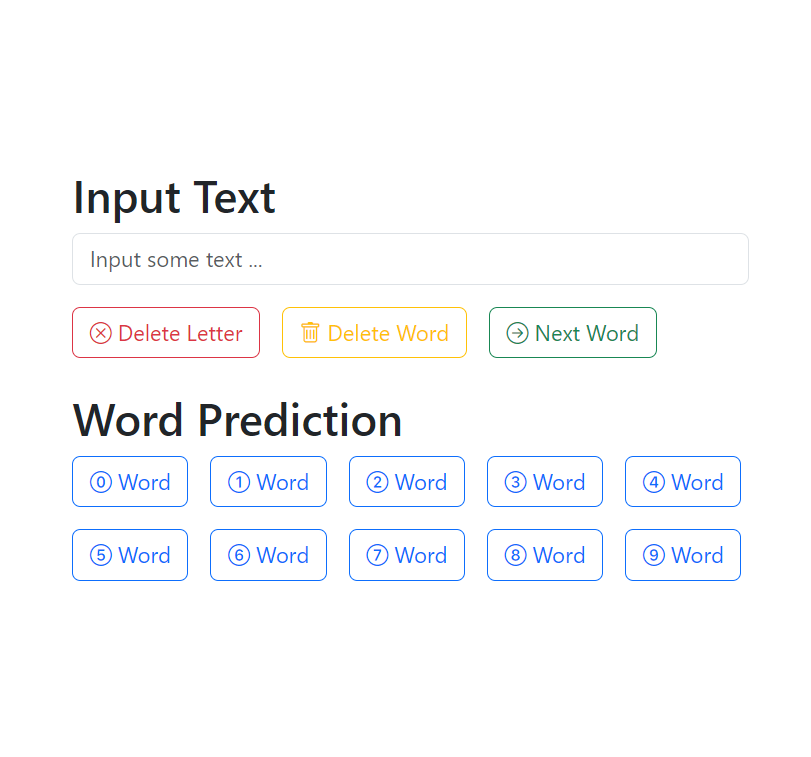 Input Text
Input some text ...
Delete Letter Delete Word Next Word
Word Prediction
0 Word 1 Word 2 Word 3 Word 4 Word
5 Word 6 Word 7 Word 8 Word 9 Word